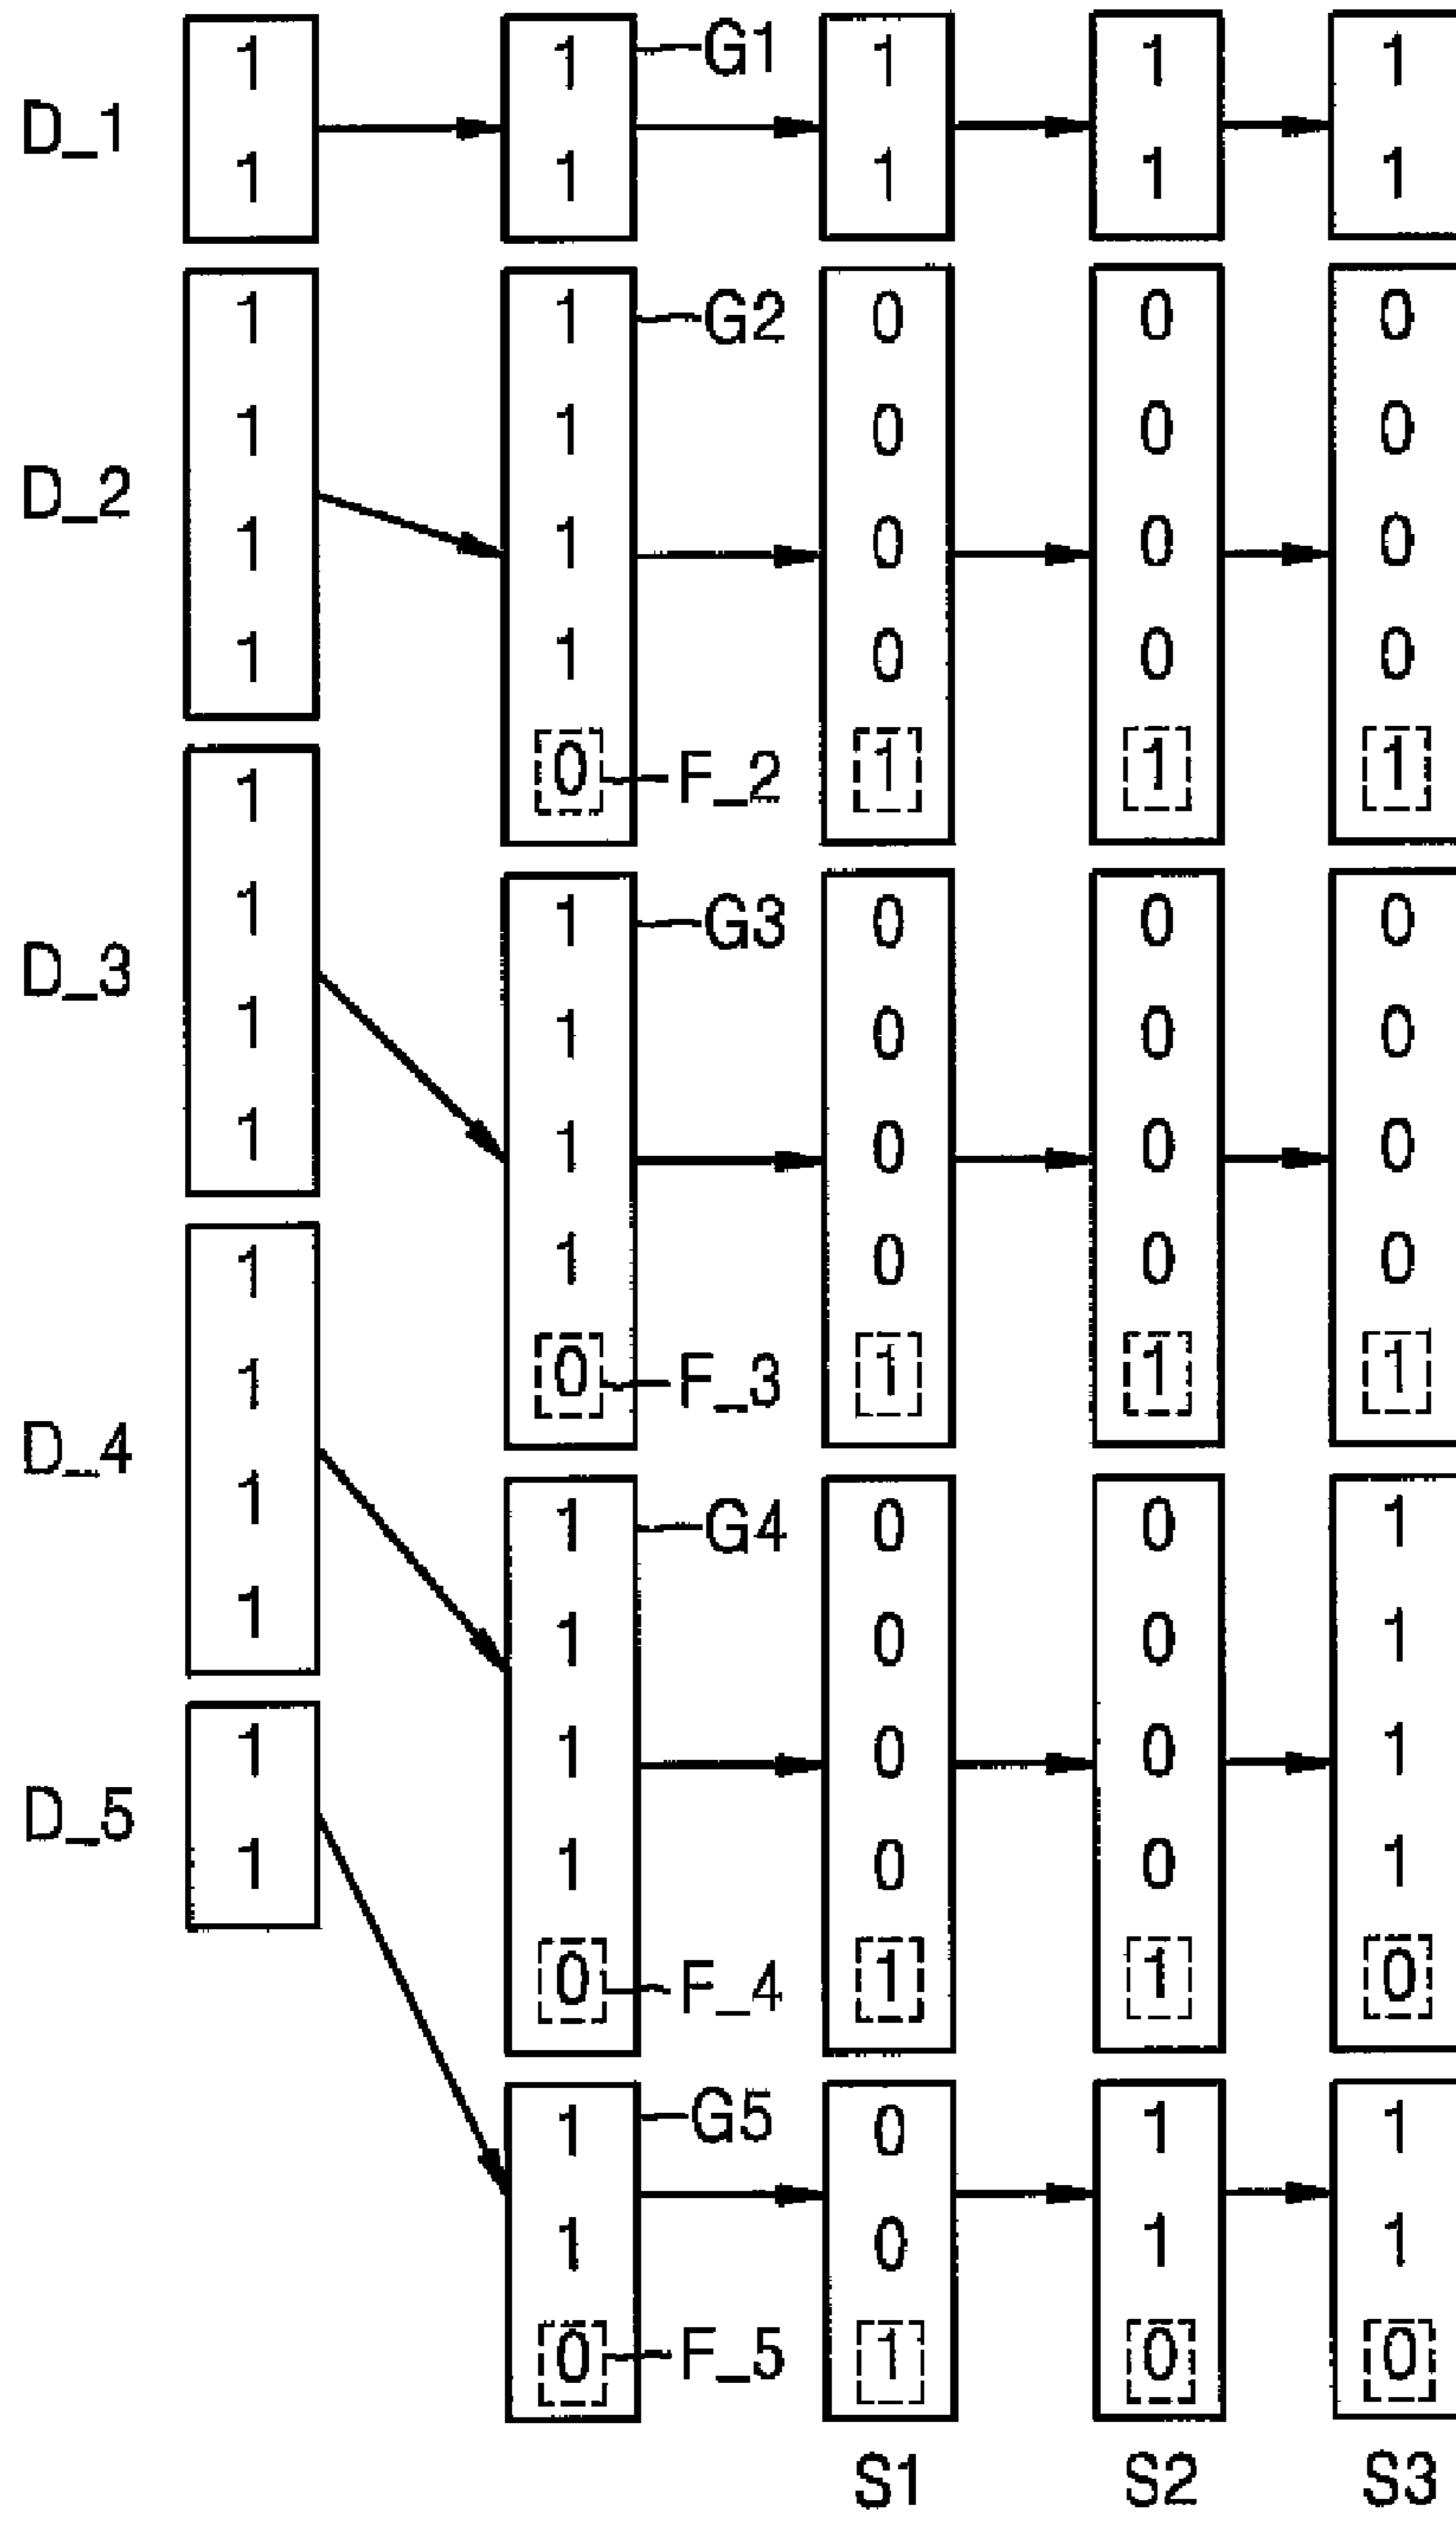 1 1 G1 1 1 1
D_1
1 1 1 1 1
1 1 G2 0 0 0
1 1 0 0 0
D_2
1 1 0 0 0
1 1 0 0 0
0 F_2 1 1 1
1
1 1 G3 0 0 0
D_3
1 1 0 0 0
1 1 0 0 0
1 1 0 0 0
1 0 F_3 1 1 1
D_4
1 1 G4 0 0 1
1 1 0 0 1
1 1 0 0 1
D_5
1 1 0 0 1
0 F_4 1 1 0
1 G5 0 1 1
1 0 1 1
0 F_5 1 0 0
S1 S2 S3